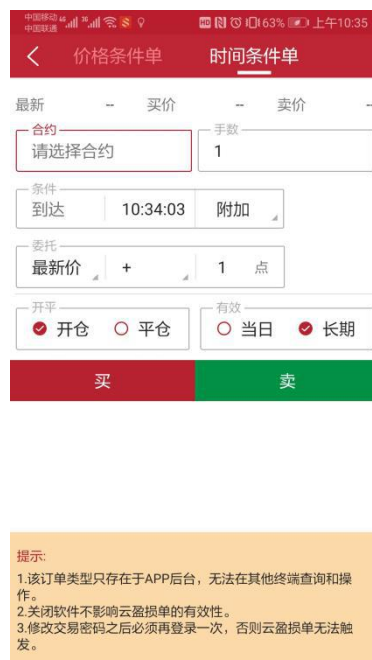 中国移动 46 36 HD N 63% 上午10:35
中国联通
价格条件单 时间条件单
最新 -- 买价 -- 卖价 --
合约 手数
请选择合约 1
条件
到达 10:34:03 附加
委托
最新价 + 1 点
开平 有效
开仓 平仓 当日 长期
买 卖
提示:
1.该订单类型只存在于APP后台，无法在其他终端查询和操
作。
2.关闭软件不影响云盈损单的有效性。
3.修改交易密码之后必须再登录一次，否则云盈损单无法触
发。